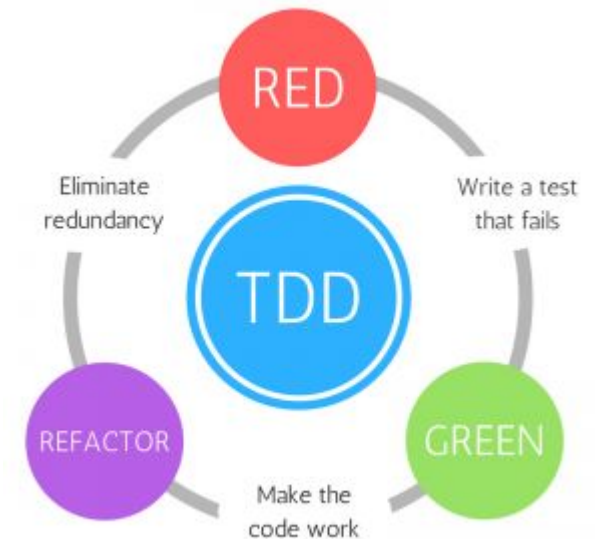 RED
Write a test
that fails
GREEN
Make the
code work
REFACTOR
Eliminate
redundancy
TDD